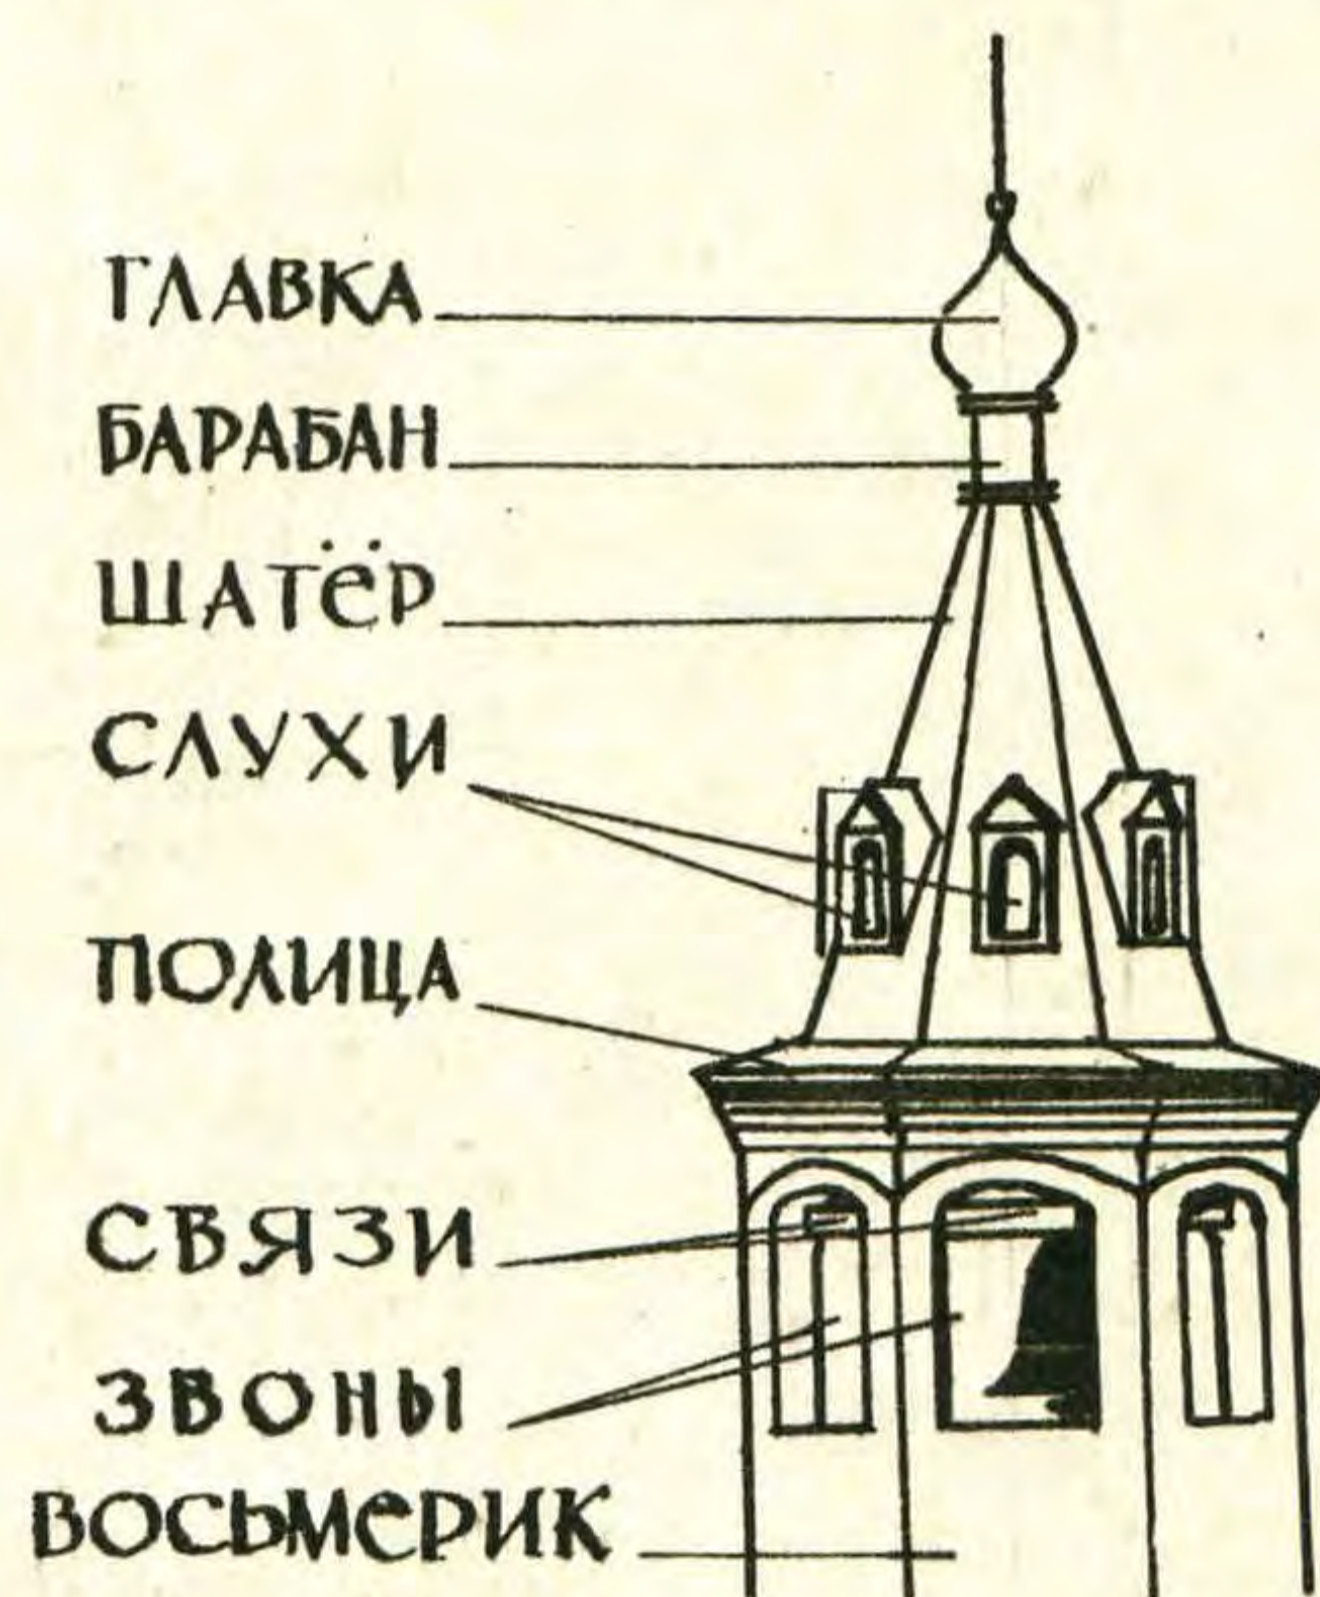 ГЛАВКА
БАРАБАН
ШАТЁР
СЛУХИ
ПОЛИЦА
СВЯЗИ
ЗВОНЫ
ВОСЬМЕРИК